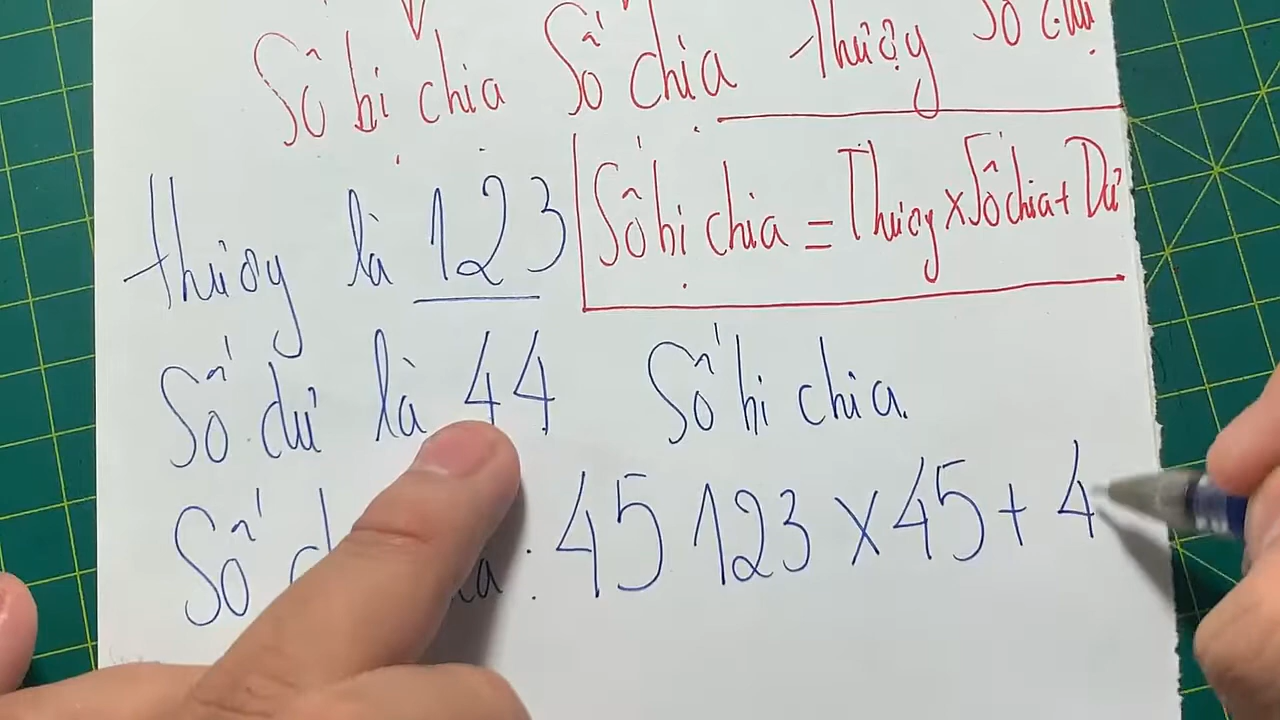 Số bị chia Số chia Thương Số dư
Số bị chia = Thương x Số chia + Dư
Thương là 123
Số dư là 44 Số bị chia
Số : 45 123 x 45 + 4